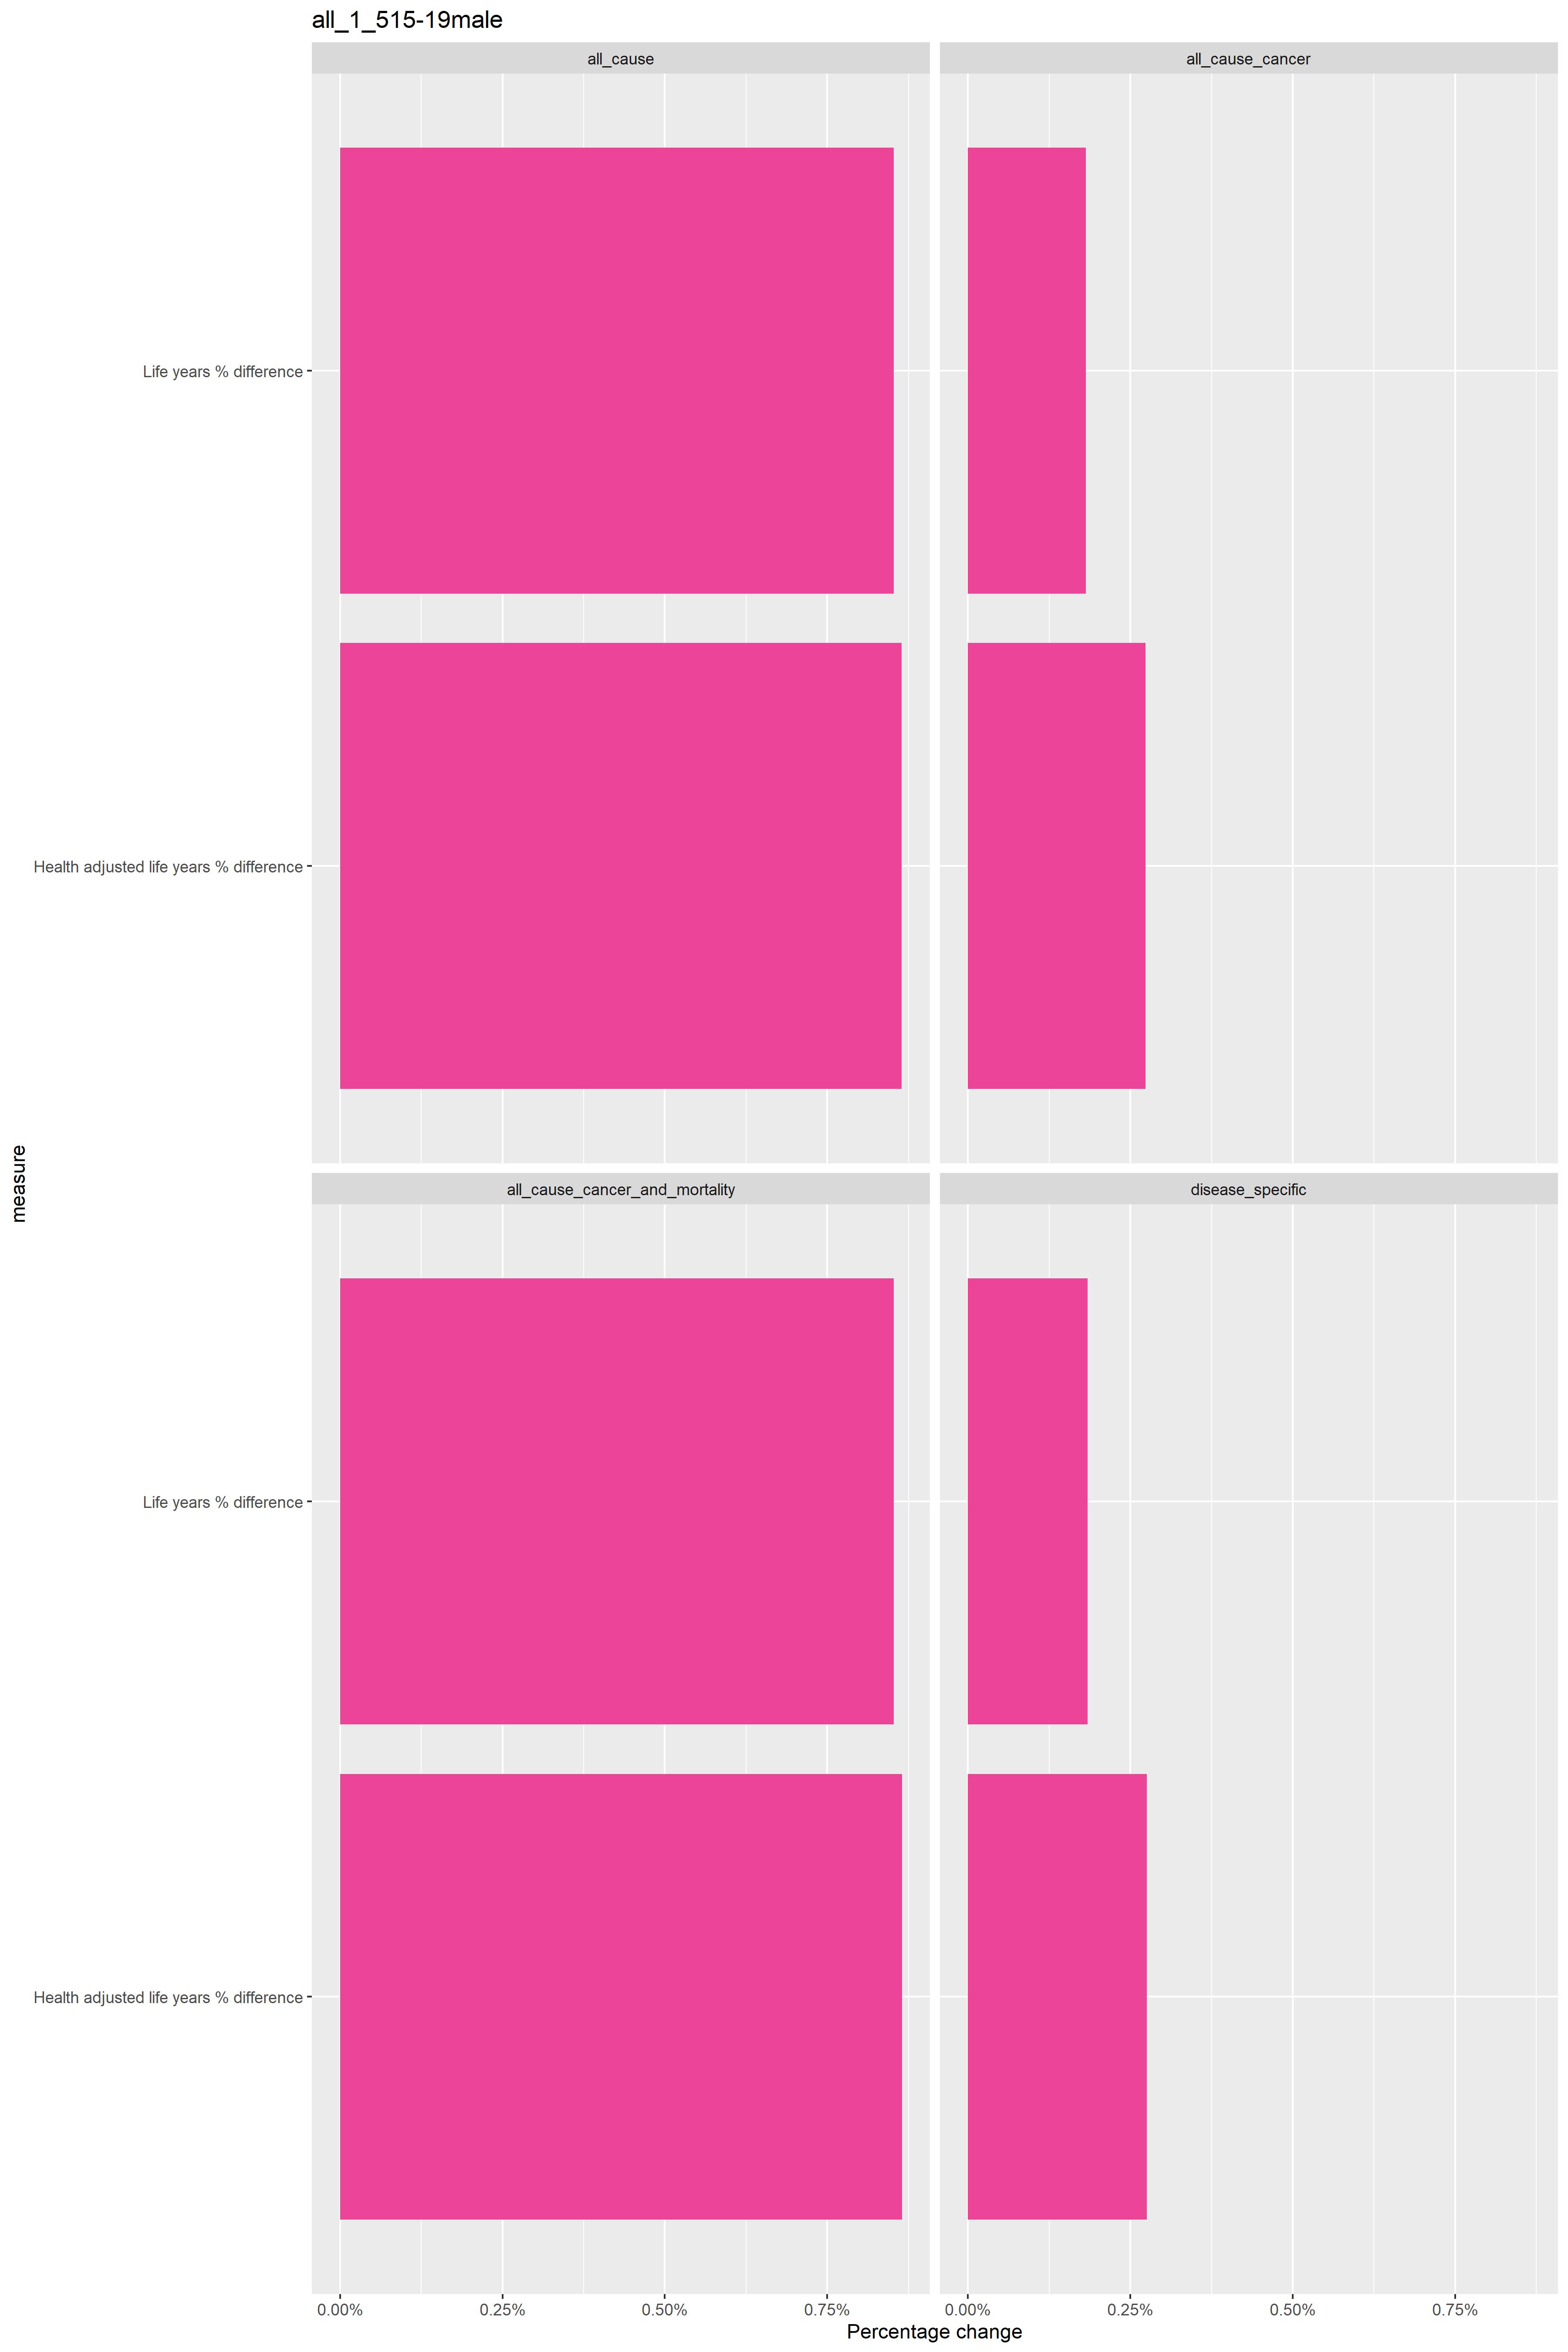 all_1_515-19male
all_cause
all_cause_cancer
Life years % difference
Health adjusted life years % difference
measure
all_cause_cancer_and_mortality
disease_specific
Life years % difference
Health adjusted life years % difference
0.00%
0.25%
0.50%
0.75%
0.00%
0.25%
0.50%
0.75%
Percentage change